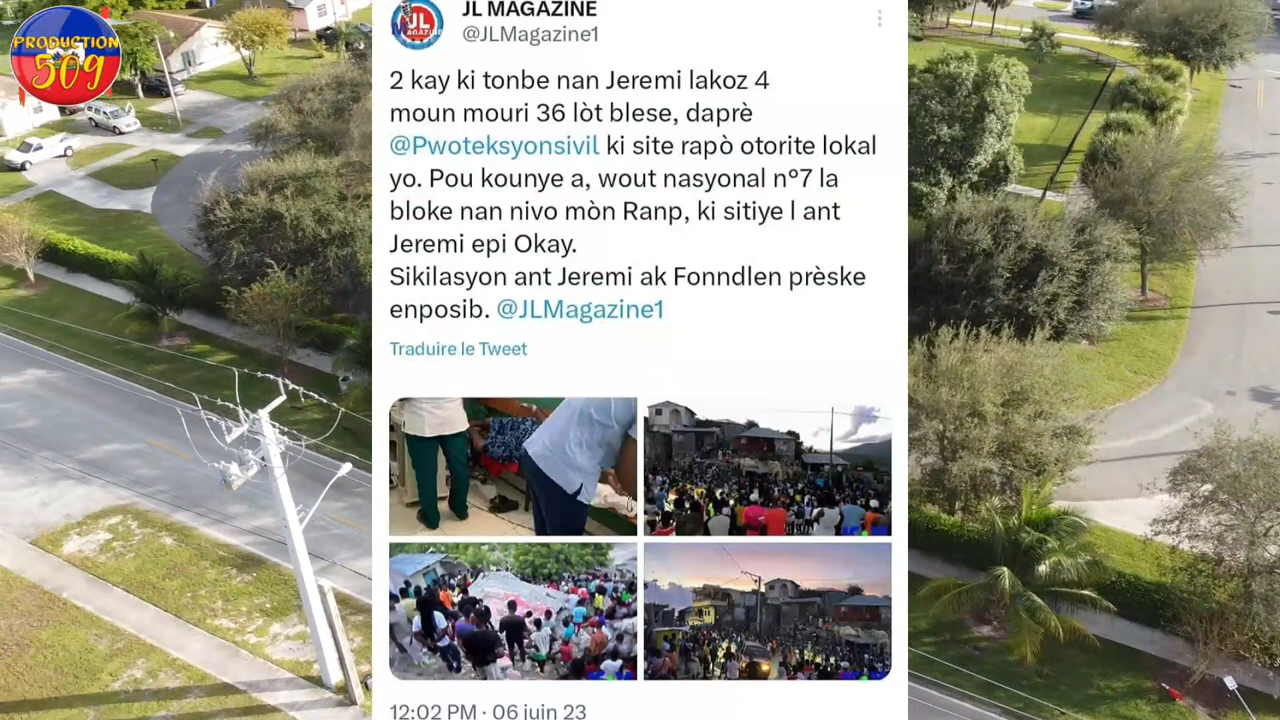 PRODUCTION
509
JL
MAGAZINE
JL MAGAZINE
@JLMagazine1
2 kay ki tonbe nan Jeremi lakoz 4
moun mouri 36 lòt blese, daprè
@Pwoteksyonsivil ki site rapò otorite lokal
yo. Pou kounye a, wout nasyonal n°7 la
bloke nan nivo mòn Ranp, ki sitiye l ant
Jeremi epi Okay.
Sikilasyon ant Jeremi ak Fonndlen prèske
enposib. @JLMagazine1
Traduire le Tweet
12:02 PM · 06 juin 23